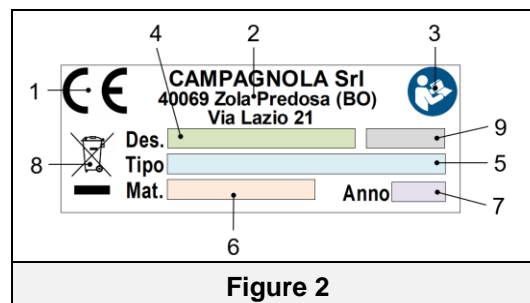 4 2 3
1 CE CAMPAGNOLA Srl
40069 Zola Predosa (BO)
Via Lazio 21
Des. 9
8 Tipo 5
Mat. Anno 7
6
Figure 2